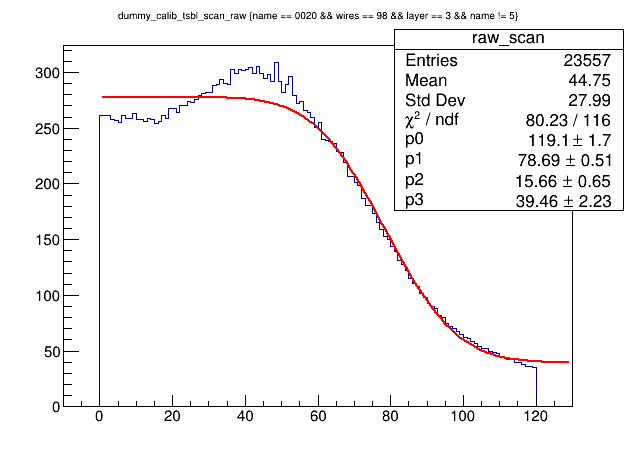 dummy_calib_tsbl_scan_raw {name == 0020 && wires == 98 && layer == 3 && name != 5}
raw_scan
Entries 23557
Mean 44.75
Std Dev 27.99
χ² / ndf 80.23 / 116
p0 119.1 ± 1.7
p1 78.69 ± 0.51
p2 15.66 ± 0.65
p3 39.46 ± 2.23
300
250
200
150
100
50
0
0 20 40 60 80 100 120